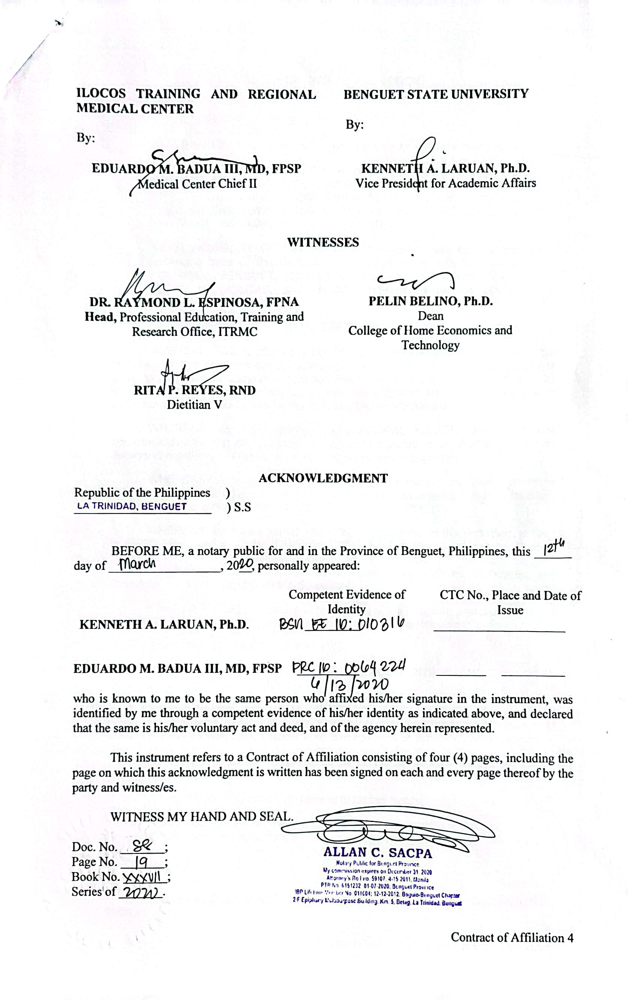 ILOCOS TRAINING AND REGIONAL MEDICAL CENTER
By:
EDUARDO M. BADUA III, MD, FPSP
Medical Center Chief II
BENGUET STATE UNIVERSITY
By:
KENNETH A. LARUAN, Ph.D.
Vice President for Academic Affairs
WITNESSES
DR. RAYMOND L. ESPINOSA, FPNA
Head, Professional Education, Training and
Research Office, ITRMC
PELIN BELINO, Ph.D.
Dean
College of Home Economics and
Technology
RITA P. REYES, RND
Dietitian V
ACKNOWLEDGMENT
Republic of the Philippines )
LA TRINIDAD, BENGUET ) S.S
BEFORE ME, a notary public for and in the Province of Benguet, Philippines, this 12th
day of March, 2020, personally appeared:
Competent Evidence of
Identity
CTC No., Place and Date of
Issue
KENNETH A. LARUAN, Ph.D. ID: 010316
EDUARDO M. BADUA III, MD, FPSP PRC ID: 0064224
6/13/2020
who is known to me to be the same person who affixed his/her signature in the instrument, was
identified by me through a competent evidence of his/her identity as indicated above, and declared
that the same is his/her voluntary act and deed, and of the agency herein represented.
This instrument refers to a Contract of Affiliation consisting of four (4) pages, including the
page on which this acknowledgment is written has been signed on each and every page thereof by the
party and witness/es.
WITNESS MY HAND AND SEAL.
Doc. No. ;
Page No. 19 ;
Book No. XXXVII ;
Series of 2020.
ALLAN C. SACPA
Notary Public for Benguet Province
My commission expires on December 31, 2020
Attorney's Roll no. 59107, 4-15-2011, Manila
PTR No. 6151232 01-07-2020; Benguet Province
IBP Lifetime Member No. 011604; 12-12-2012; Baguio-Benguet Chapter
2/F Epiphany Multipurpose Building, Km. 5, Betag, La Trinidad, Benguet
Contract of Affiliation 4